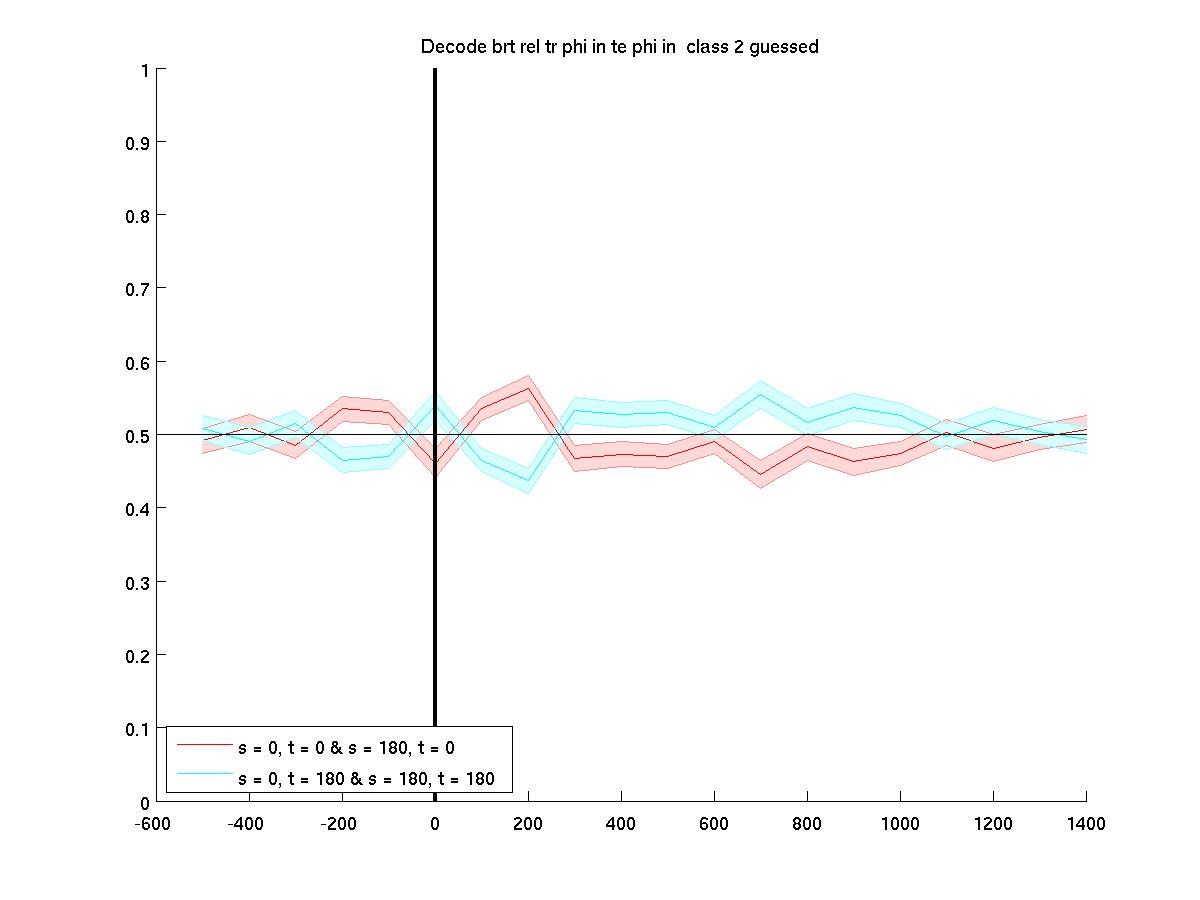 Decode brt rel tr phi in te phi in  class 2 guessed
1
0.9
0.8
0.7
0.6
0.5
0.4
0.3
0.2
0.1
0
s = 0, t = 0 & s = 180, t = 0
s = 0, t = 180 & s = 180, t = 180
-600 -400 -200 0 200 400 600 800 1000 1200 1400